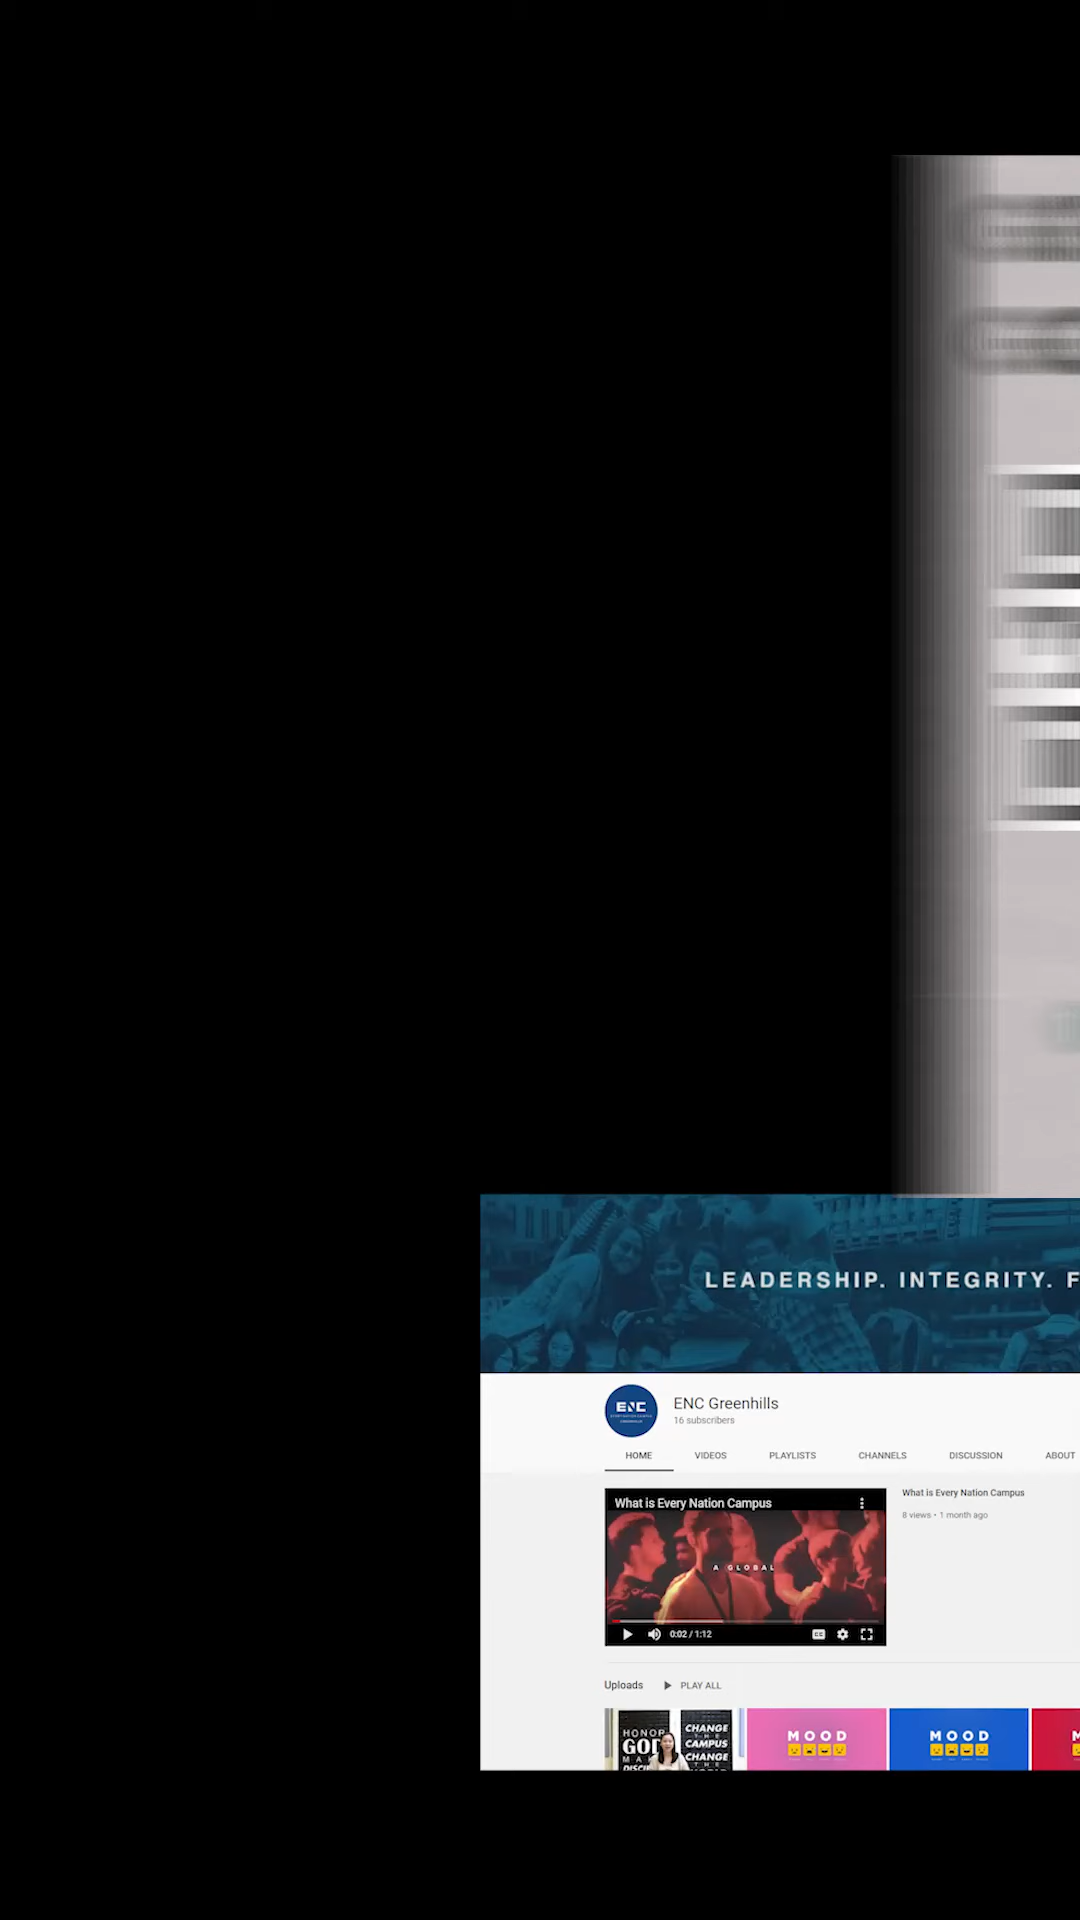 LEADERSHIP. INTEGRITY. F
ENC
ENC Greenhills
16 subscribers
HOME VIDEOS PLAYLISTS CHANNELS DISCUSSION ABOUT
What is Every Nation Campus
What is Every Nation Campus
8 views • 1 month ago
A GLOBAL
0:02 / 1:12
Uploads PLAY ALL
HONOR
GOD
CHANGE
THE
CAMPUS
CHANGE
THE
MOOD
MOOD